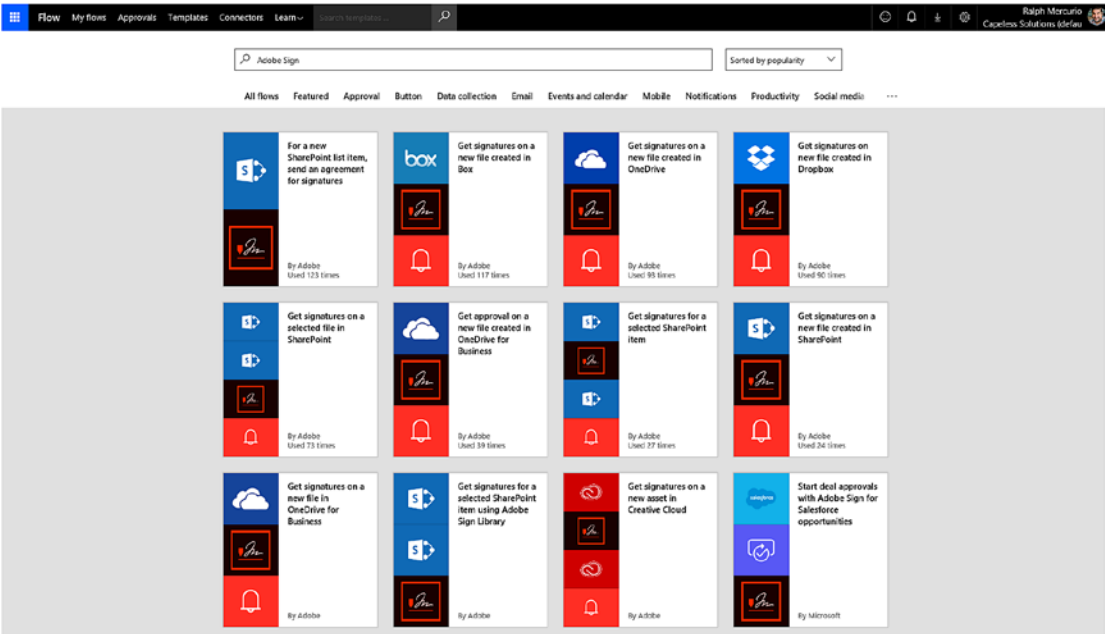 Flow My flows Approvals Templates Connectors Learn Search templates ... Ralph Mercurio
Capeless Solutions (defau
Adobe Sign Sorted by popularity
All flows Featured Approval Button Data collection Email Events and calendar Mobile Notifications Productivity Social media ...
For a new
SharePoint list item,
send an agreement
for signatures
By Adobe
Used 123 times
box
Get signatures on a
new file created in
Box
By Adobe
Used 117 times
Get signatures on a
new file created in
OneDrive
By Adobe
Used 93 times
Get signatures on
new file created in
Dropbox
By Adobe
Used 90 times
Get signatures on a
selected file in
SharePoint
By Adobe
Used 73 times
Get approval on a
new file created in
OneDrive for
Business
By Adobe
Used 39 times
Get signatures for a
selected SharePoint
item
By Adobe
Used 27 times
Get signatures on a
new file created in
SharePoint
By Adobe
Used 24 times
Get signatures on a
new file in
OneDrive for
Business
By Adobe
Get signatures for a
selected SharePoint
item using Adobe
Sign Library
By Adobe
Get signatures on a
new asset in
Creative Cloud
By Adobe
salesforce
Start deal approvals
with Adobe Sign for
Salesforce
opportunities
By Microsoft